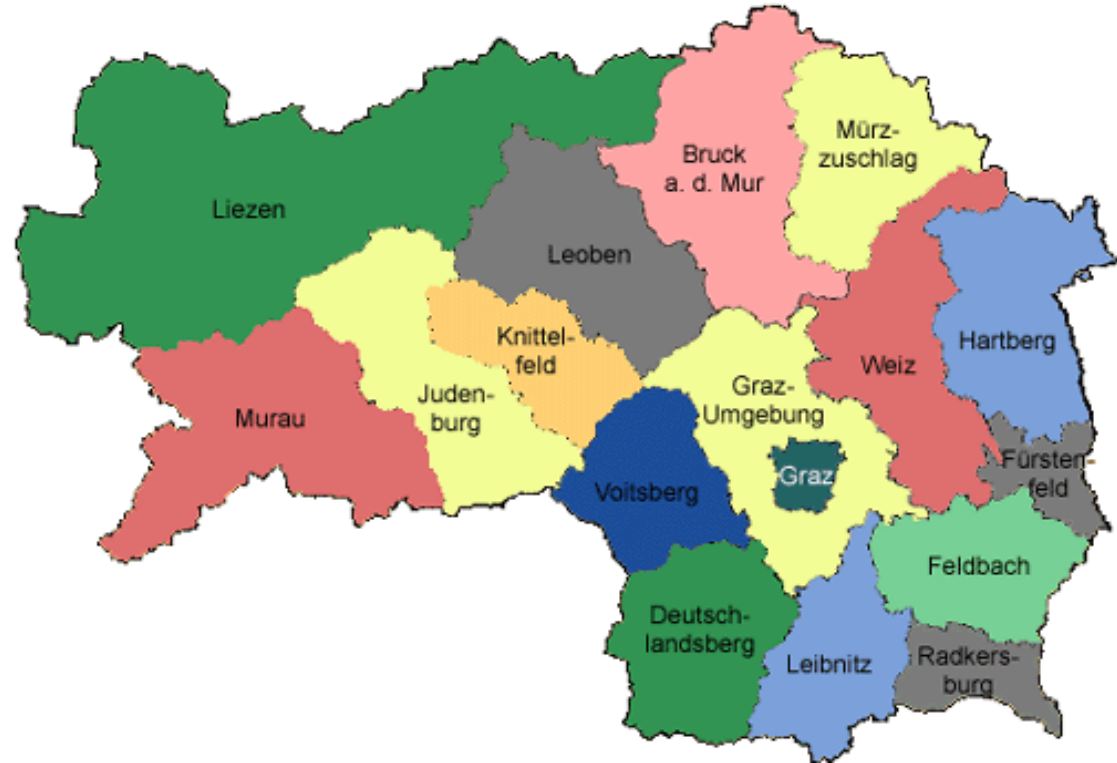 Mürz-
zuschlag
Bruck
a. d. Mur
Liezen
Leoben
Hartberg
Knittel-
feld
Weiz
Graz-
Umgebung
Juden-
burg
Murau
Fürsten-
feld
Graz
Voitsberg
Feldbach
Deutsch-
landsberg
Leibnitz
Radkers-
burg